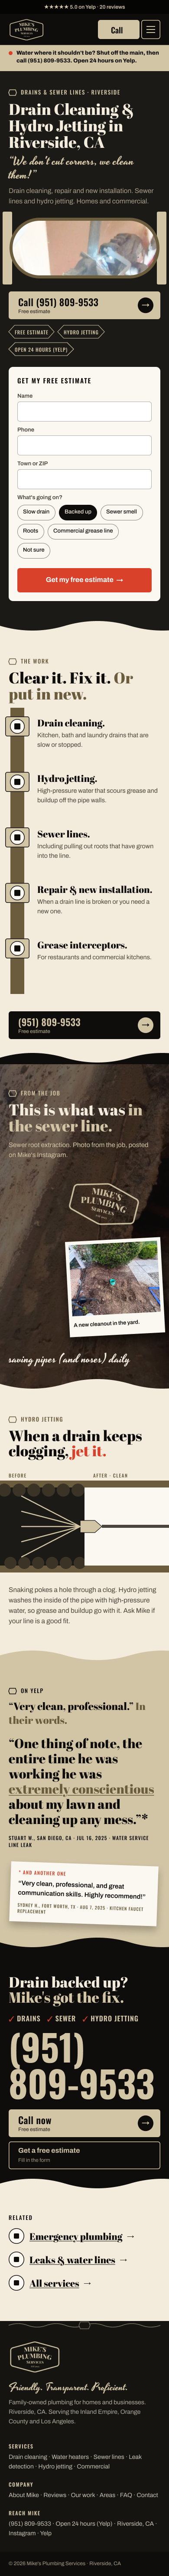 ★★★★★ 5.0 on Yelp · 20 reviews
MIKE'S
PLUMBING
SERVICES
Call
Water where it shouldn't be? Shut off the main, then
call (951) 809-9533. Open 24 hours on Yelp.
DRAINS & SEWER LINES · RIVERSIDE
Drain Cleaning &
Hydro Jetting in
Riverside, CA
"We don't cut corners, we clean
them!"
Drain cleaning, repair and new installation. Sewer
lines and hydro jetting. Homes and commercial.
Call (951) 809-9533
Free estimate
→
FREE ESTIMATE
HYDRO JETTING
OPEN 24 HOURS (YELP)
GET MY FREE ESTIMATE
Name
Phone
Town or ZIP
What's going on?
Slow drain
Backed up
Sewer smell
Roots
Commercial grease line
Not sure
Get my free estimate →
THE WORK
Clear it. Fix it. Or
put in new.
Drain cleaning.
Kitchen, bath and laundry drains that are
slow or stopped.
Hydro jetting.
High-water pressure that scours grease and
buildup off the pipe walls.
Sewer lines.
Including pulling out roots that have grown
into the line.
Repair & new installation.
When a drain line is broken or you need a
new one.
Grease interceptors.
For restaurants and commercial kitchens.
(951) 809-9533
Free estimate
→
FROM THE JOB
This is what was in
the sewer line.
Sewer root extraction. Photo from the job, posted
on Mike's Instagram.
MIKE'S
PLUMBING
SERVICES
A new cleanout in the yard.
saving pipes (and noses) daily
HYDRO JETTING
When a drain keeps
clogging, jet it.
BEFORE
AFTER · CLEAN
Snaking pokes a hole through a clog. Hydro jetting
washes the inside of the pipe with high-pressure
water, so grease and buildup go with it. Ask Mike if
your line is a good fit.
ON YELP
"Very clean, professional." In
their words.
"One thing of note, the
entire time he was
working he was
extremely conscientious
about my lawn and
cleaning up any mess."*
STUART W., SAN DIEGO, CA · JUL 16, 2025 · WATER SERVICE
LINE LEAK
* AND ANOTHER ONE
"Very clean, professional, and great
communication skills. Highly recommend!"
SYDNEY H., FORT WORTH, TX · AUG 7, 2025 · KITCHEN FAUCET
REPLACEMENT
Drain backed up?
Mike's got the fix.
✓ DRAINS ✓ SEWER ✓ HYDRO JETTING
(951)
809-9533
Call now
Free estimate
→
Get a free estimate
Fill in the form
RELATED
Emergency plumbing →
Leaks & water lines →
All services →
MIKE'S
PLUMBING
SERVICES
Friendly. Transparent. Proficient.
Family-owned plumbing for homes and businesses.
Riverside, CA. Serving the Inland Empire, Orange
County and Los Angeles.
SERVICES
Drain cleaning · Water heaters · Sewer lines · Leak
detection · Hydro jetting · Commercial
COMPANY
About Mike · Reviews · Our work · Areas · FAQ · Contact
REACH MIKE
(951) 809-9533 · Open 24 hours (Yelp) · Riverside, CA ·
Instagram · Yelp
© 2026 Mike's Plumbing Services · Riverside, CA